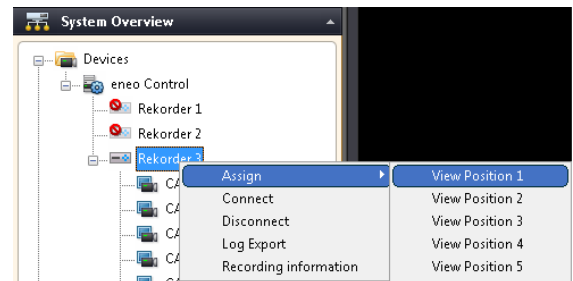 System Overview
Devices
eneo Control
Rekorder 1
Rekorder 2
Rekorder 3
Assign
View Position 1
Connect
View Position 2
Disconnect
View Position 3
Log Export
View Position 4
Recording information
View Position 5